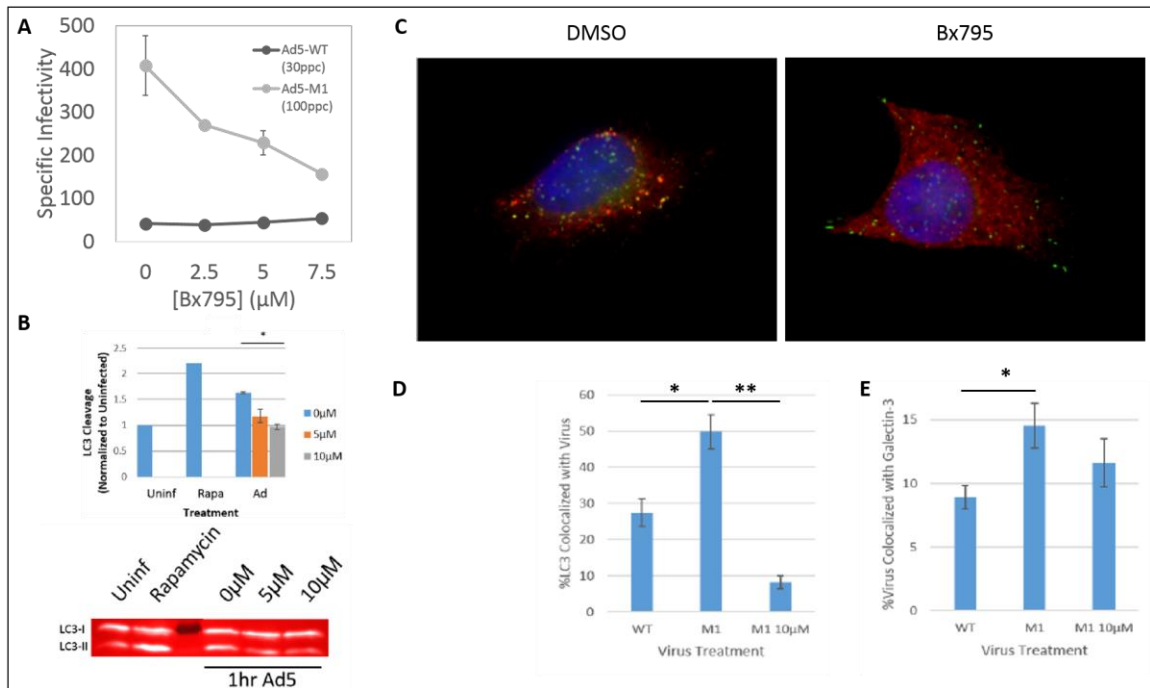 A
500
400
300
200
100
0
Specific Infectivity
Ad5-WT
(30ppc)
Ad5-M1
(100ppc)
0 2.5 5 7.5
[Bx795] (µM)
B
*
2.5
2
1.5
1
0.5
0
LC3 Cleavage
(Normalized to Uninfected)
0µM
5µM
10µM
Uninf Rapa Ad
Treatment
Uninf Rapamycin 0µM 5µM 10µM
LC3-I
LC3-II
1hr Ad5
C
DMSO Bx795
D
* **
60
50
40
30
20
10
0
%LC3 Colocalized with Virus
WT M1 M1 10µM
Virus Treatment
E
*
15
10
5
0
%Virus Colocalized with Galectin-3
WT M1 M1 10µM
Virus Treatment